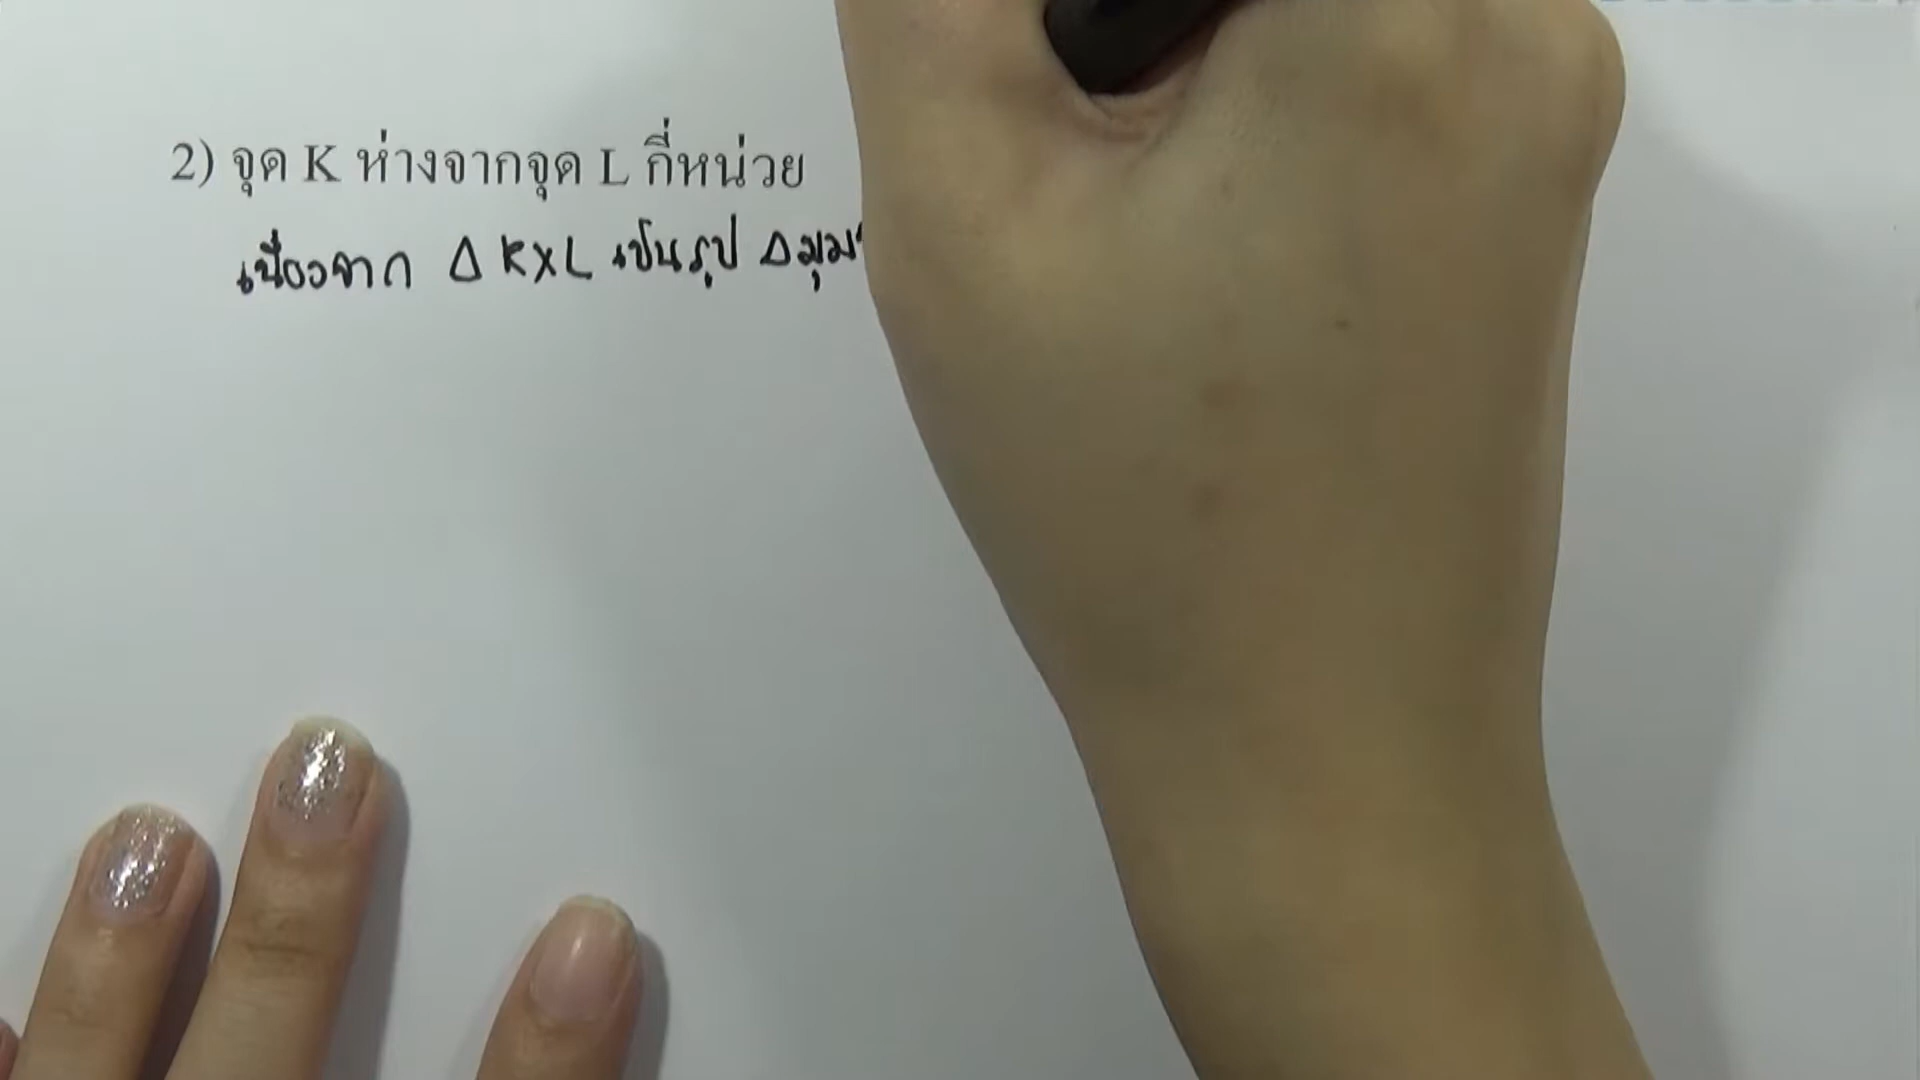 2) จุด K ห่างจากจุด L กี่หน่วย
เนื่องจาก Δ KXL เป็นรูป Δมุม